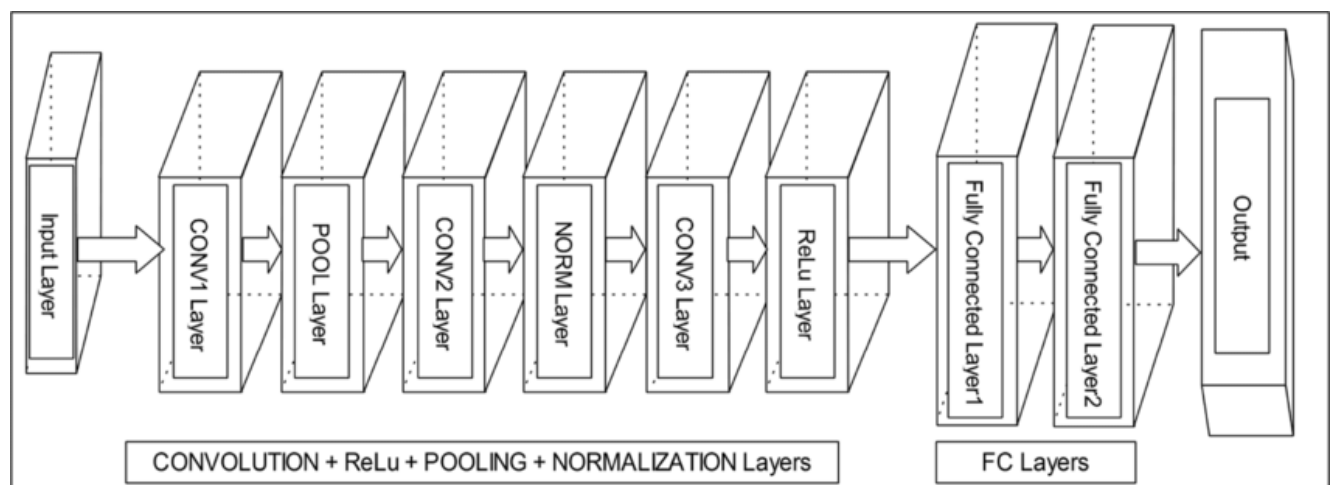 Input Layer
CONV1 Layer
POOL Layer
CONV2 Layer
NORM Layer
CONV3 Layer
ReLu Layer
Fully Connected Layer1
Fully Connected Layer2
Output
CONVOLUTION + ReLu + POOLING + NORMALIZATION Layers
FC Layers